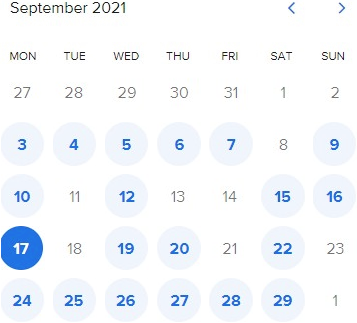 September 2021
MON TUE WED THU FRI SAT SUN
27 28 29 30 31 1 2
3 4 5 6 7 8 9
10 11 12 13 14 15 16
17 18 19 20 21 22 23
24 25 26 27 28 29 1